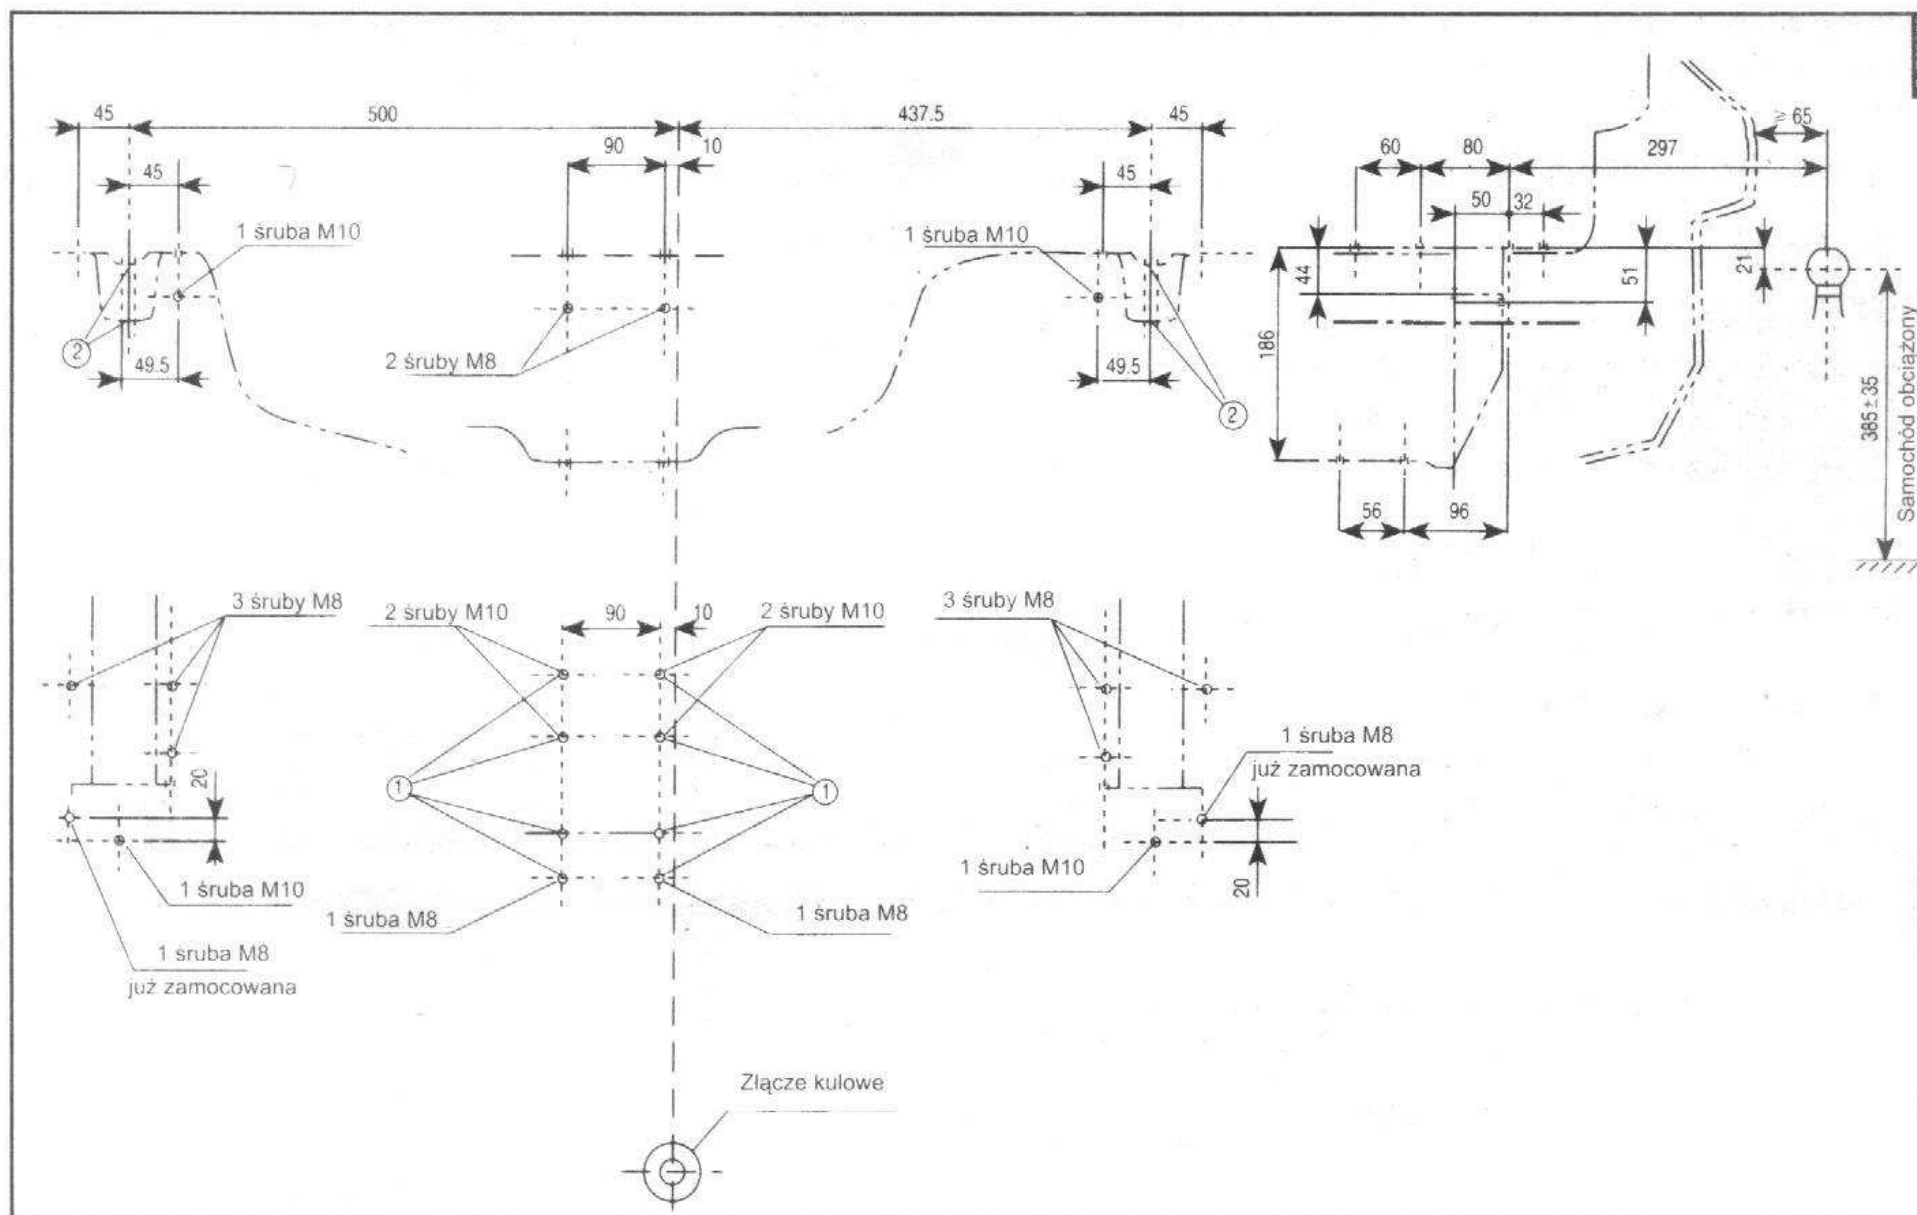 45
500
437.5
45
≥ 65
90
10
60
80
297
45
45
50
32
1 śruba M10
1 śruba M10
44
51
21
2
2 śruby M8
186
49.5
49.5
2
385±35
Samochód obciążony
56
96
3 śruby M8
2 śruby M10
90
10
2 śruby M10
3 śruby M8
1 śruba M8
już zamocowana
20
1
1
1 śruba M10
20
1 śruba M10
1 śruba M8
1 śruba M8
1 śruba M8
już zamocowana
Złącze kulowe